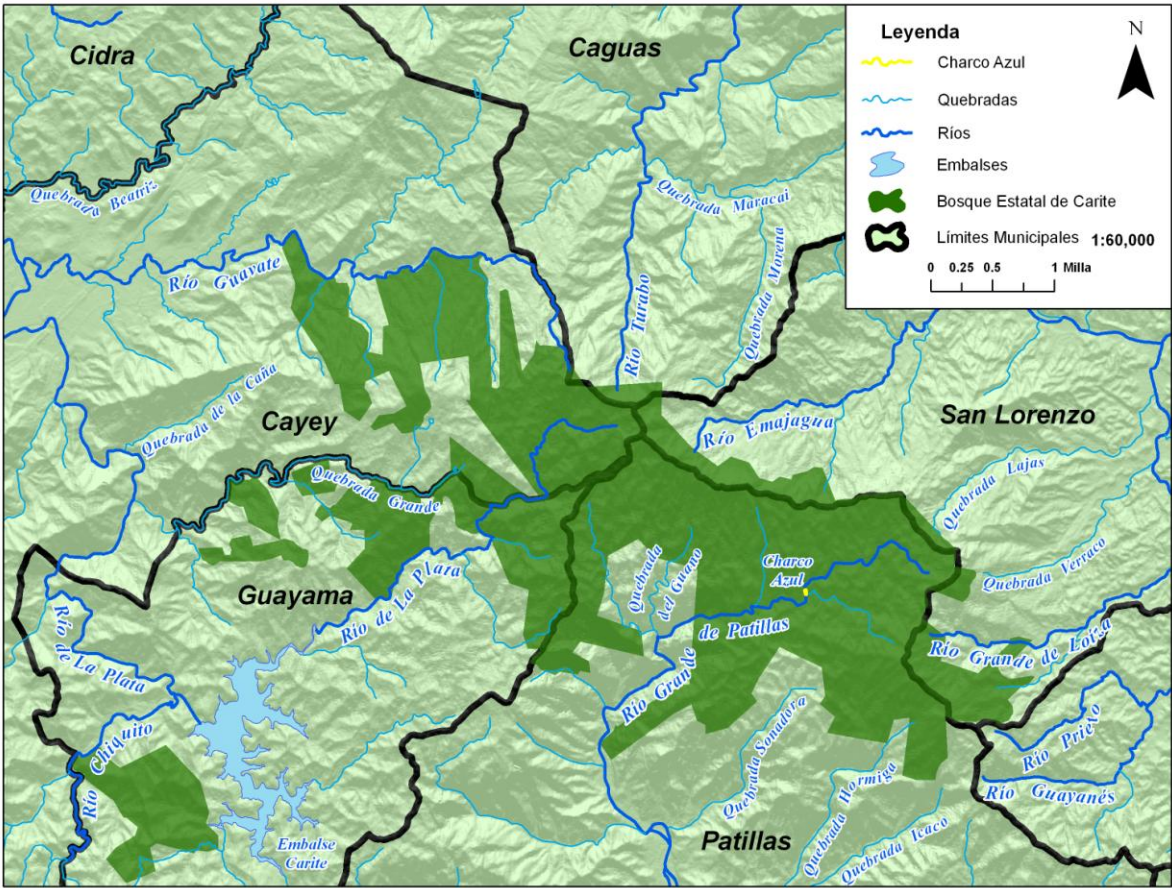 Cidra
Caguas
Leyenda
N
Charco Azul
Quebradas
Ríos
Embalses
Bosque Estatal de Carite
Límites Municipales 1:60,000
0 0.25 0.5 1 Milla
Quebrada Beatriz
Quebrada Maracai
Río Guavate
Río Turabo
Quebrada Morena
Quebrada de la Caña
Cayey
Río Emajagua
San Lorenzo
Quebrada Lajas
Quebrada Grande
Quebrada Verraco
Guayama
Río de La Plata
Quebrada
del Guano
Charco
Azul
Río Grande de Patillas
Río Grande de Loiza
Río
de La Plata
Río Chiquito
Quebrada Sonadora
Quebrada Hormiga
Río Prieto
Río Guayanés
Embalse
Carite
Patillas
Quebrada Icaco